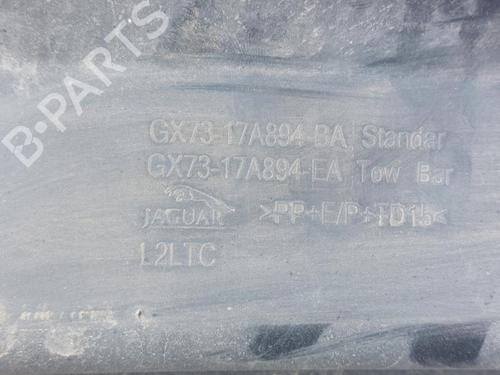 B-PARTS
GX73-17A894-BA Standar
GX73-17A894-EA Tow Bar
JAGUAR >PP+E/P+TD15<
L2LTC